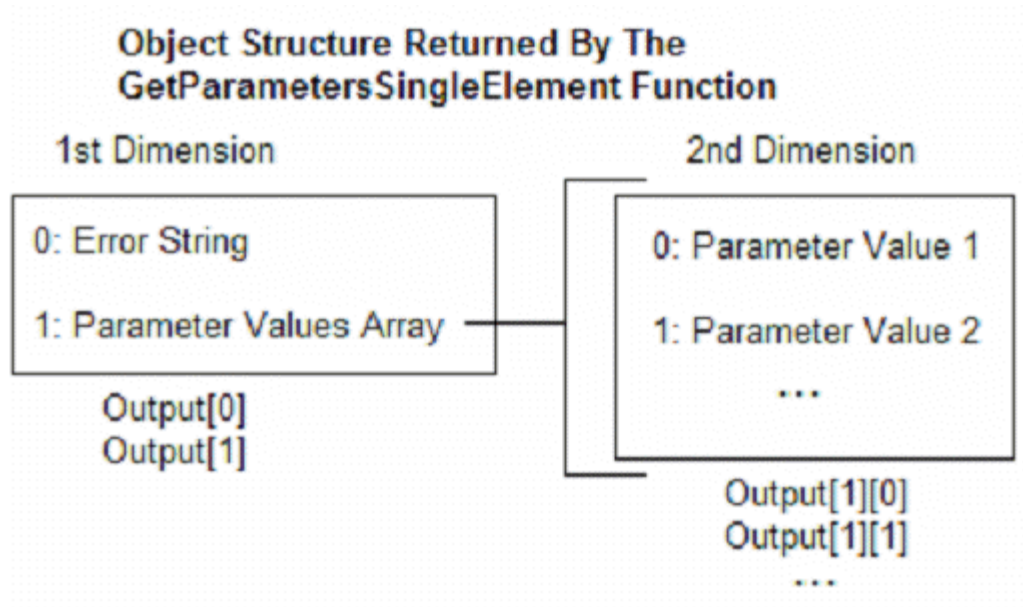 Object Structure Returned By The
GetParametersSingleElement Function
1st Dimension
0: Error String
1: Parameter Values Array
Output[0]
Output[1]
2nd Dimension
0: Parameter Value 1
1: Parameter Value 2
...
Output[1][0]
Output[1][1]
...